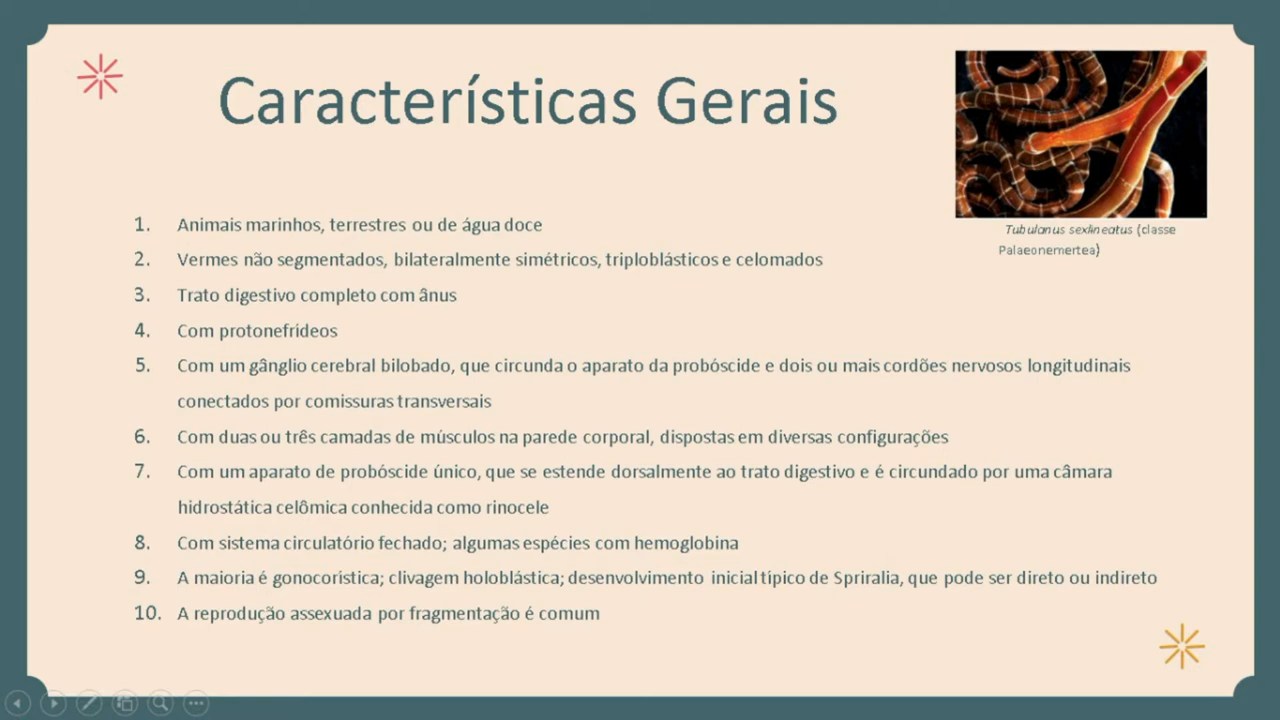 Características Gerais
Tubulanus sexlineatus (classe
Palaeonemertea)
1. Animais marinhos, terrestres ou de água doce
2. Vermes não segmentados, bilateralmente simétricos, triploblásticos e celomados
3. Trato digestivo completo com ânus
4. Com protonefrídeos
5. Com um gânglio cerebral bilobado, que circunda o aparato da probóscide e dois ou mais cordões nervosos longitudinais
conectados por comissuras transversais
6. Com duas ou três camadas de músculos na parede corporal, dispostas em diversas configurações
7. Com um aparato de probóscide único, que se estende dorsalmente ao trato digestivo e é circundado por uma câmara
hidrostática celômica conhecida como rinocele
8. Com sistema circulatório fechado; algumas espécies com hemoglobina
9. A maioria é gonocorística; clivagem holoblástica; desenvolvimento inicial típico de Spriralia, que pode ser direto ou indireto
10. A reprodução assexuada por fragmentação é comum